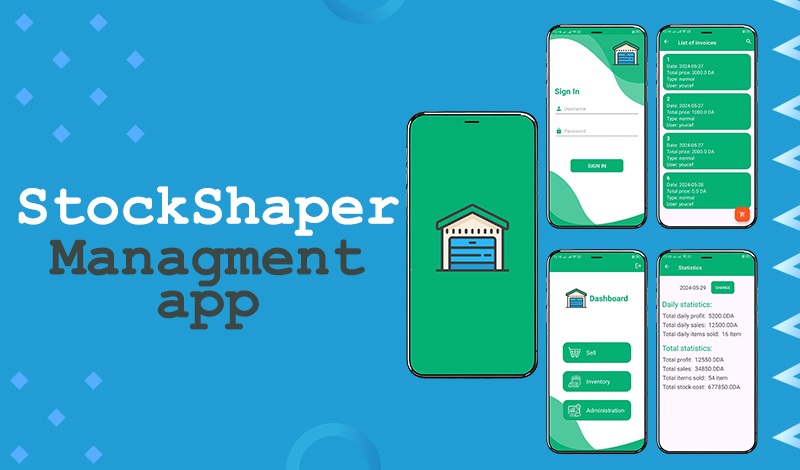 StockShaper
Managment
app
Sign In
Username
Password
SIGN IN
List of invoices
1
Date: 2024-05-27
Total price: 3000.0 DA
Type: normal
User: youcef
2
Date: 2024-05-27
Total price: 1000.0 DA
Type: normal
User: youcef
3
Date: 2024-05-27
Total price: 2000.0 DA
Type: normal
User: youcef
Date: 2024-05-28
Total price: 0.0 DA
Type: normal
User: youcef
Dashboard
Sell
Inventory
Administration
Statistics
2024-05-29
CHANGE
Daily statistics:
Total daily profit: 5200.0DA
Total daily sales: 12500.0DA
Total daily items sold: 16 Item
Total statistics:
Total profit: 12550.0DA
Total sales: 34850.0DA
Total items sold: 54 item
Total stock cost: 677850.0DA